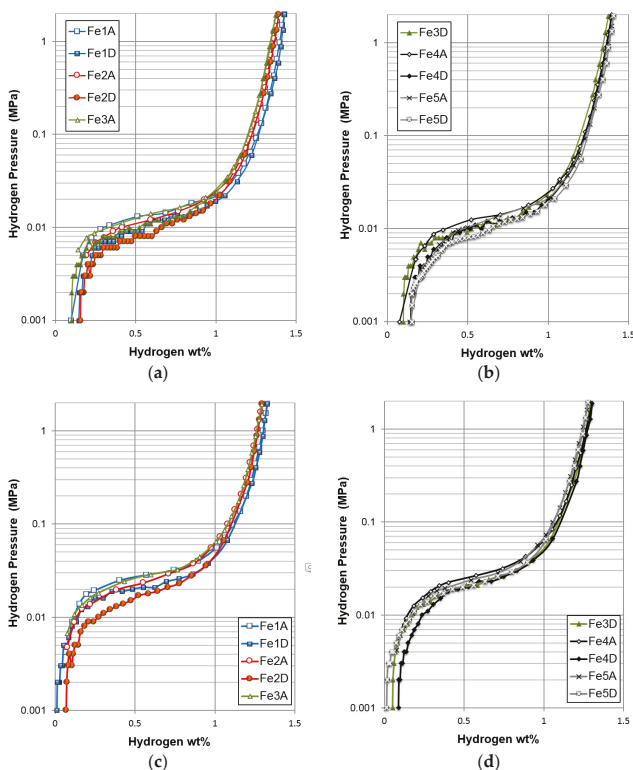 Hydrogen Pressure (MPa)
1
0.1
0.01
0.001
0
0.5
1
1.5
Hydrogen wt%
Fe1A
Fe1D
Fe2A
Fe2D
Fe3A
(a)
Hydrogen Pressure (MPa)
1
0.1
0.01
0.001
0
0.5
1
1.5
Hydrogen wt%
Fe3D
Fe4A
Fe4D
Fe5A
Fe5D
(b)
Hydrogen Pressure (MPa)
1
0.1
0.01
0.001
0
0.5
1
1.5
Hydrogen wt%
Fe1A
Fe1D
Fe2A
Fe2D
Fe3A
(c)
Hydrogen Pressure (MPa)
1
0.1
0.01
0.001
0
0.5
1
1.5
Hydrogen wt%
Fe3D
Fe4A
Fe4D
Fe5A
Fe5D
(d)